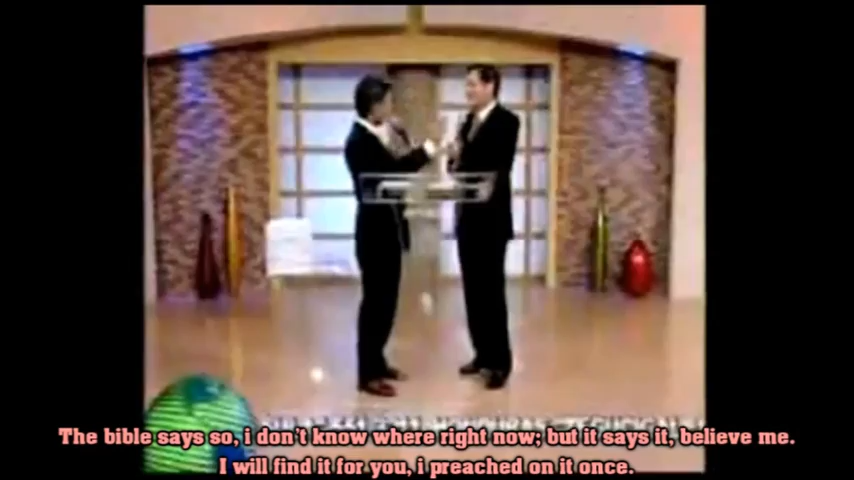 The bible says so, i don't know where right now; but it says it, believe me.
I will find it for you, i preached on it once.